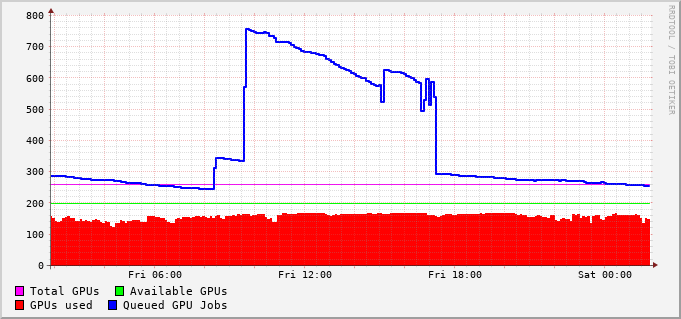 800
700
600
500
400
300
200
100
0
Fri 06:00 Fri 12:00 Fri 18:00 Sat 00:00
Total GPUs Available GPUs
GPUs used Queued GPU Jobs
RRDTOOL / TOBI OETIKER